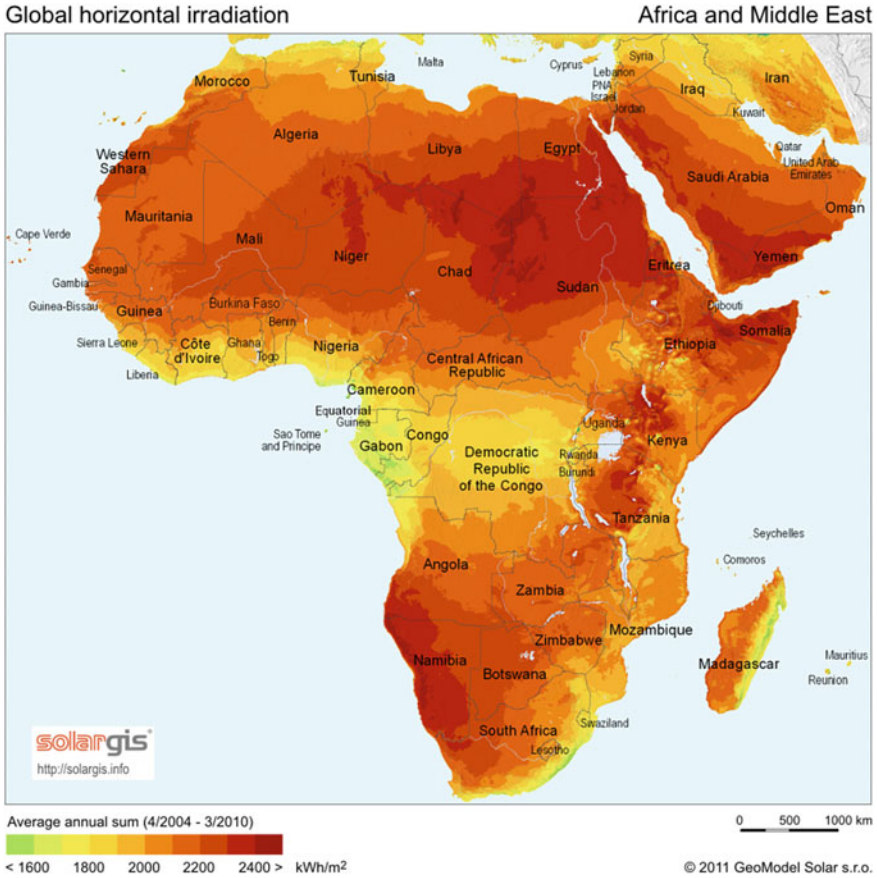 Global horizontal irradiation
Africa and Middle East
Malta
Cyprus
Syria
Lebanon
PNA
Israel
Jordan
Iraq
Iran
Kuwait
Morocco
Tunisia
Algeria
Libya
Egypt
Qatar
United Arab
Emirates
Saudi Arabia
Western
Sahara
Oman
Mauritania
Cape Verde
Mali
Niger
Chad
Sudan
Eritrea
Yemen
Senegal
Gambia
Guinea-Bissau
Guinea
Burkina Faso
Benin
Djibouti
Somalia
Sierra Leone
Côte
d'Ivoire
Ghana
Togo
Nigeria
Ethiopia
Liberia
Central African
Republic
Cameroon
Equatorial
Guinea
Sao Tome
and Principe
Gabon
Congo
Uganda
Kenya
Democratic
Republic
of the Congo
Rwanda
Burundi
Tanzania
Seychelles
Comoros
Angola
Zambia
Mozambique
Zimbabwe
Madagascar
Mauritius
Reunion
Namibia
Botswana
Swaziland
South Africa
Lesotho
solargis
http://solargis.info
Average annual sum (4/2004 - 3/2010)
< 1600 1800 2000 2200 2400 > kWh/m²
0 500 1000 km
© 2011 GeoModel Solar s.r.o.